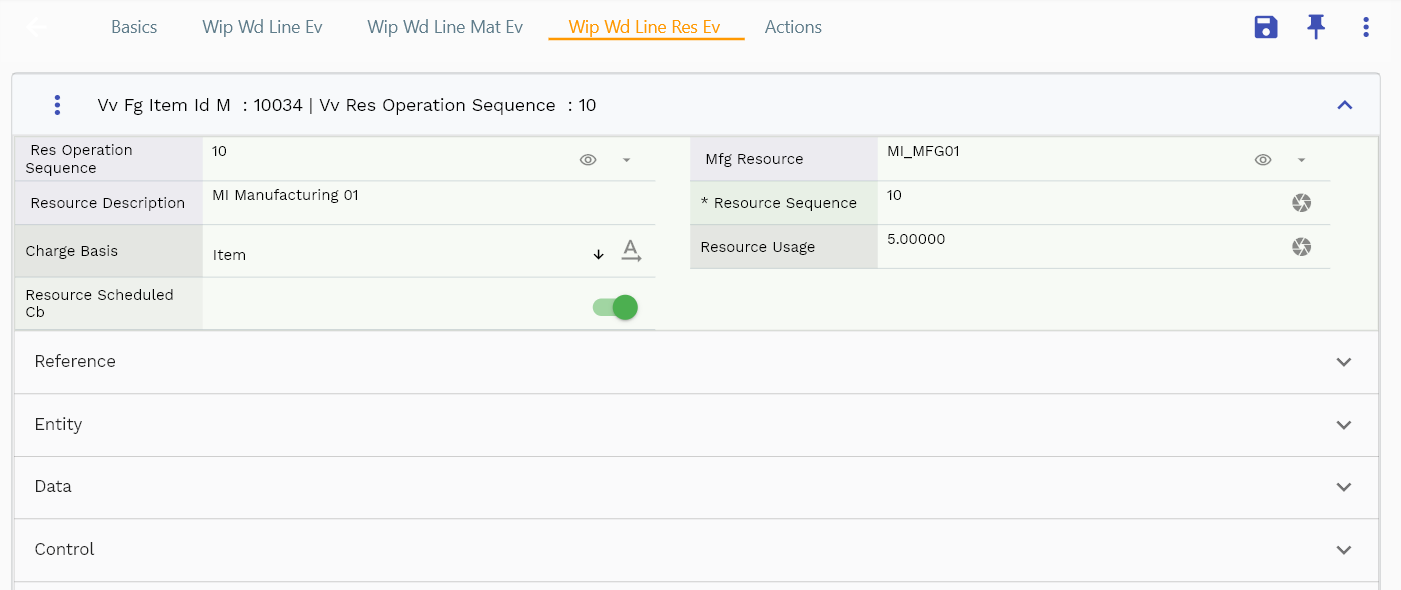 Basics Wip Wd Line Ev Wip Wd Line Mat Ev Wip Wd Line Res Ev Actions
Vv Fg Item Id M : 10034 | Vv Res Operation Sequence : 10
Res Operation
Sequence
10
Mfg Resource
MI_MFG01
Resource Description
MI Manufacturing 01
* Resource Sequence
10
Charge Basis
Item
A
Resource Usage
5.00000
Resource Scheduled
Cb
Reference
Entity
Data
Control